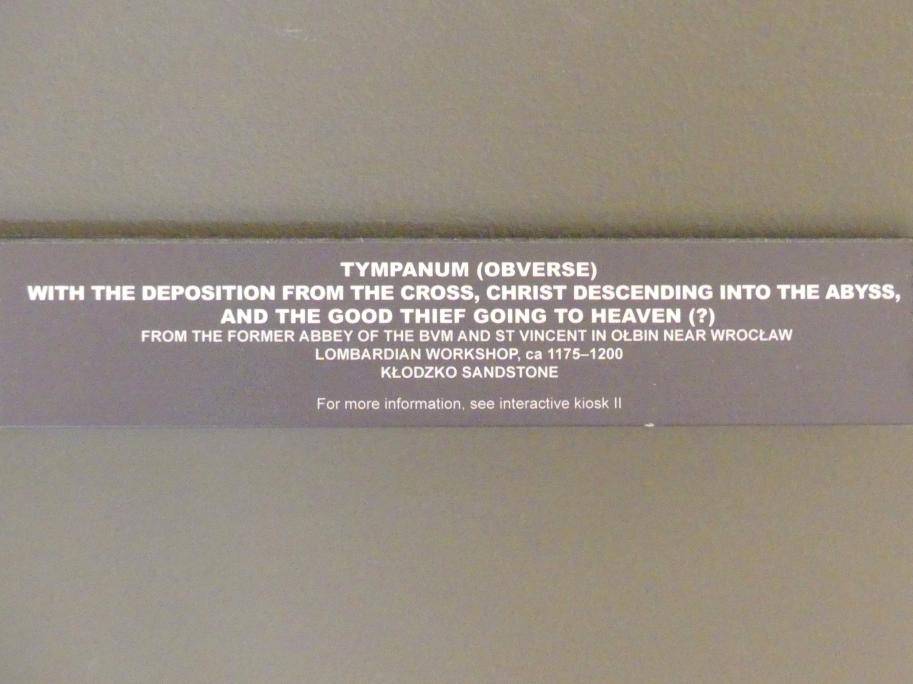 TYMPANUM (OBVERSE)
WITH THE DEPOSITION FROM THE CROSS, CHRIST DESCENDING INTO THE ABYSS,
AND THE GOOD THIEF GOING TO HEAVEN (?)
FROM THE FORMER ABBEY OF THE BVM AND ST VINCENT IN OŁBIN NEAR WROCŁAW
LOMBARDIAN WORKSHOP, ca 1175–1200
KŁODZKO SANDSTONE
For more information, see interactive kiosk II